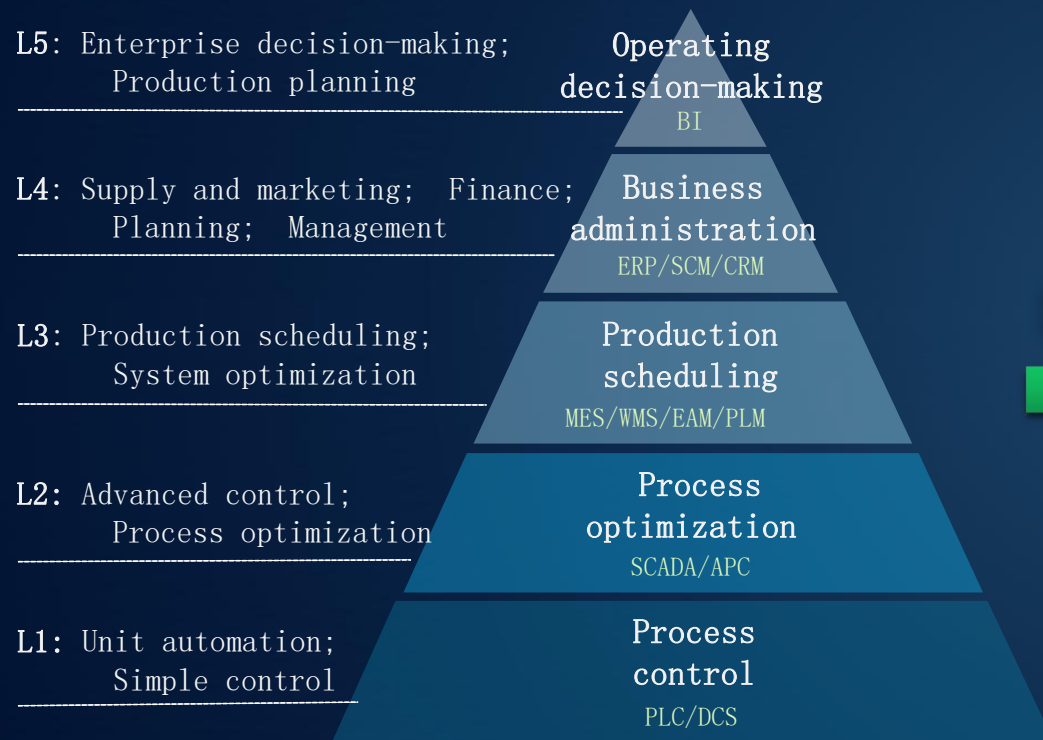 L5: Enterprise decision-making;
Production planning
Operating
decision-making
BI
L4: Supply and marketing; Finance;
Planning; Management
Business
administration
ERP/SCM/CRM
L3: Production scheduling;
System optimization
Production
scheduling
MES/WMS/EAM/PLM
L2: Advanced control;
Process optimization
Process
optimization
SCADA/APC
L1: Unit automation;
Simple control
Process
control
PLC/DCS